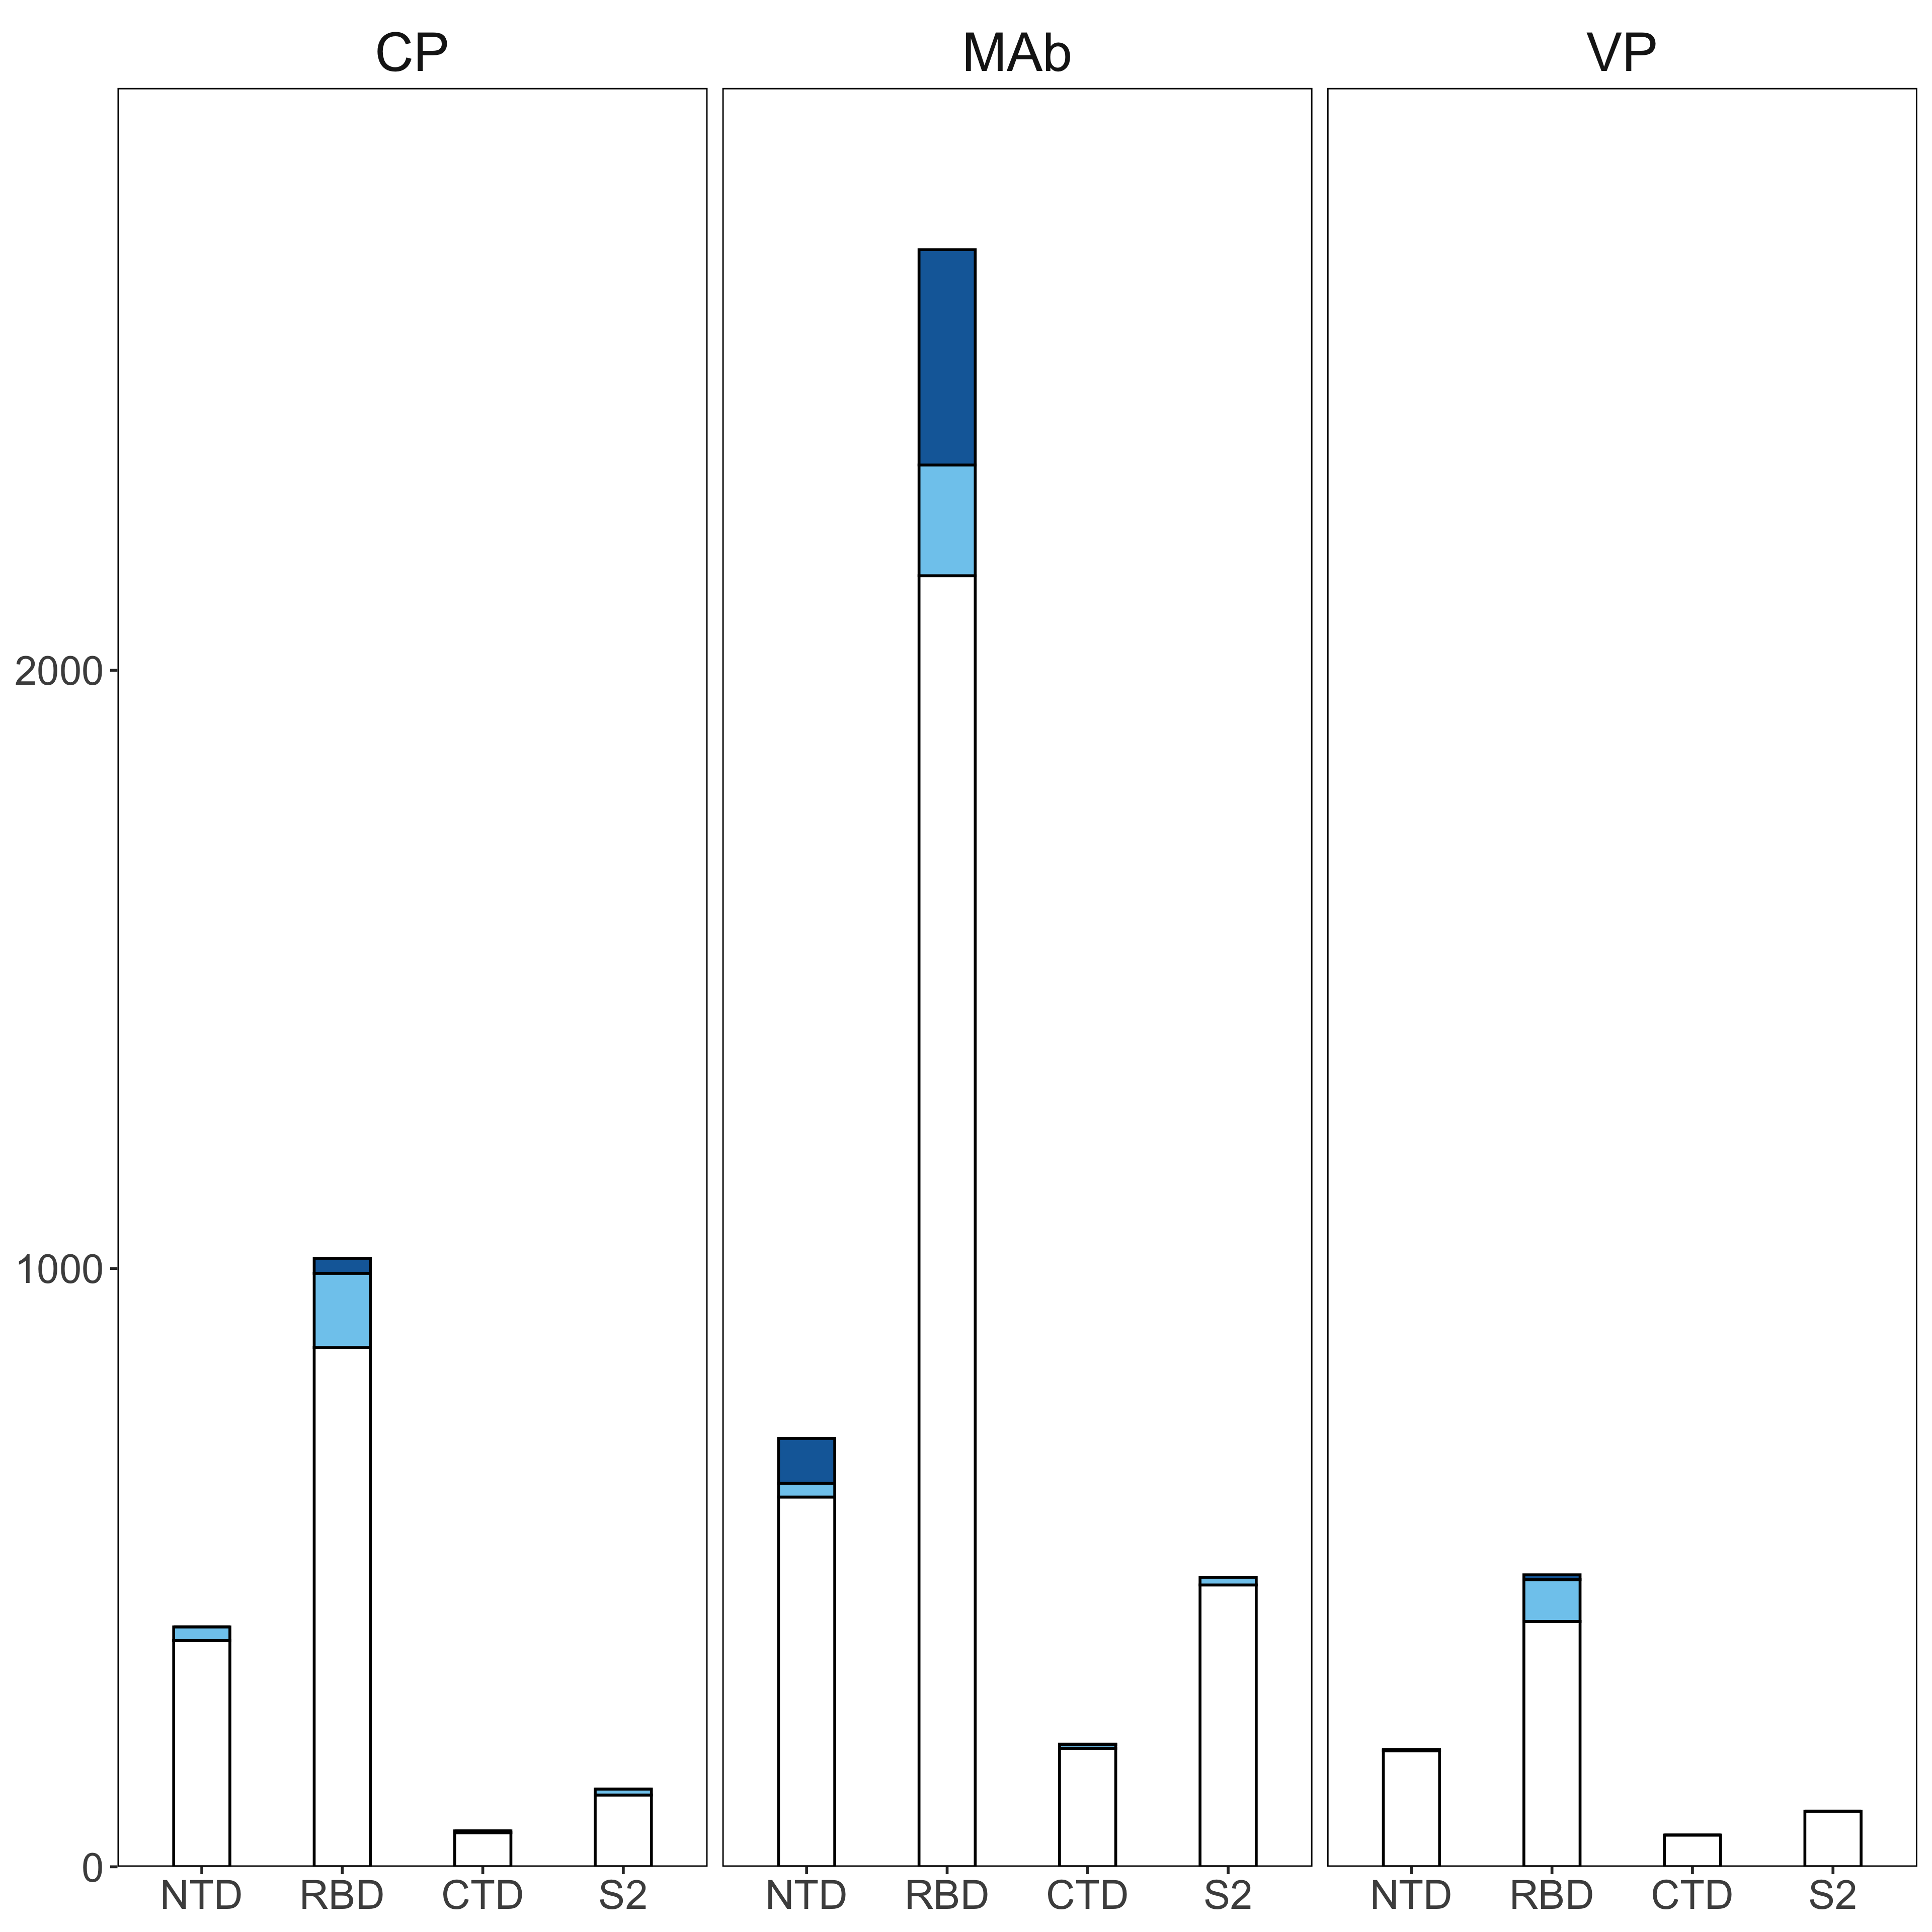 CP MAb VP
2000
1000
0
NTD RBD CTD S2 NTD RBD CTD S2 NTD RBD CTD S2